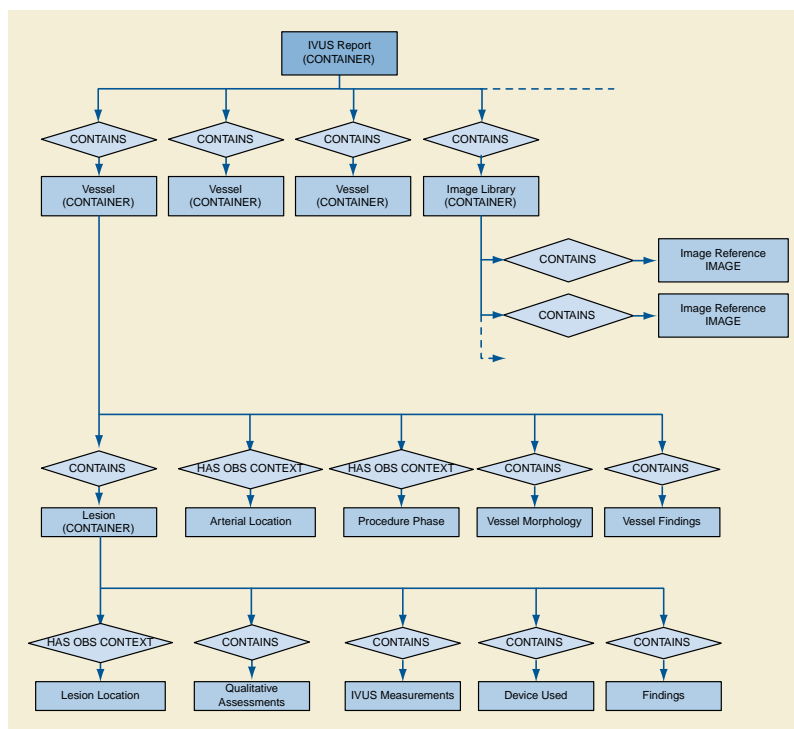 IVUS Report
(CONTAINER)
CONTAINS
CONTAINS
CONTAINS
CONTAINS
Vessel
(CONTAINER)
Vessel
(CONTAINER)
Vessel
(CONTAINER)
Image Library
(CONTAINER)
CONTAINS
Image Reference
IMAGE
CONTAINS
Image Reference
IMAGE
CONTAINS
HAS OBS CONTEXT
HAS OBS CONTEXT
CONTAINS
CONTAINS
Lesion
(CONTAINER)
Arterial Location
Procedure Phase
Vessel Morphology
Vessel Findings
HAS OBS CONTEXT
CONTAINS
CONTAINS
CONTAINS
CONTAINS
Lesion Location
Qualitative
Assessments
IVUS Measurements
Device Used
Findings